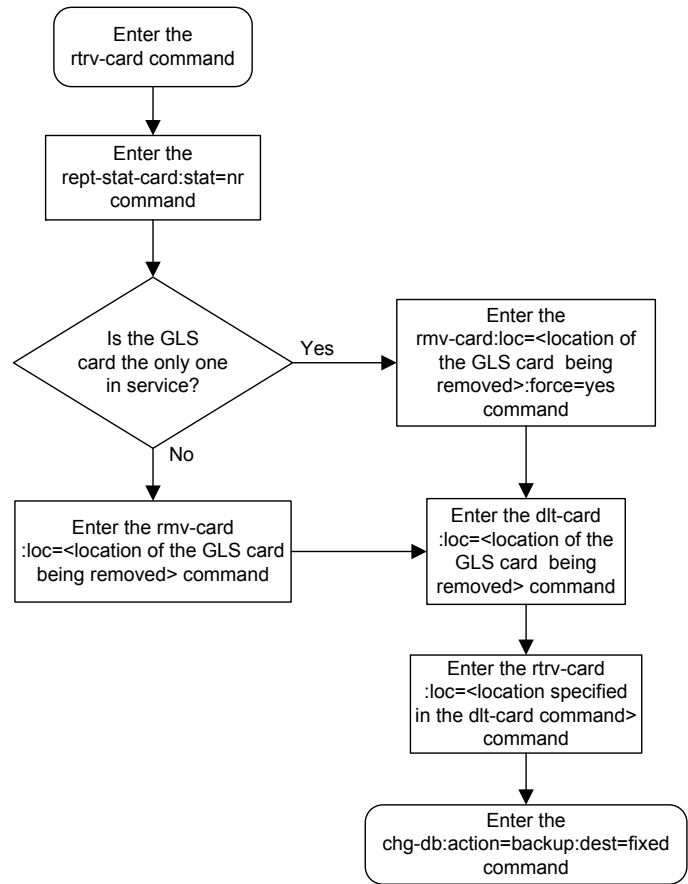 Enter the
rtrv-card command
Enter the
rept-stat-card:stat=nr
command
Is the GLS
card the only one
in service?
Yes
Enter the
rmv-card:loc=<location of
the GLS card being
removed>:force=yes
command
No
Enter the rmv-card
:loc=<location of the GLS card
being removed> command
Enter the dlt-card
:loc=<location of the
GLS card being
removed> command
Enter the rtrv-card
:loc=<location specified
in the dlt-card command>
command
Enter the
chg-db:action=backup:dest=fixed
command